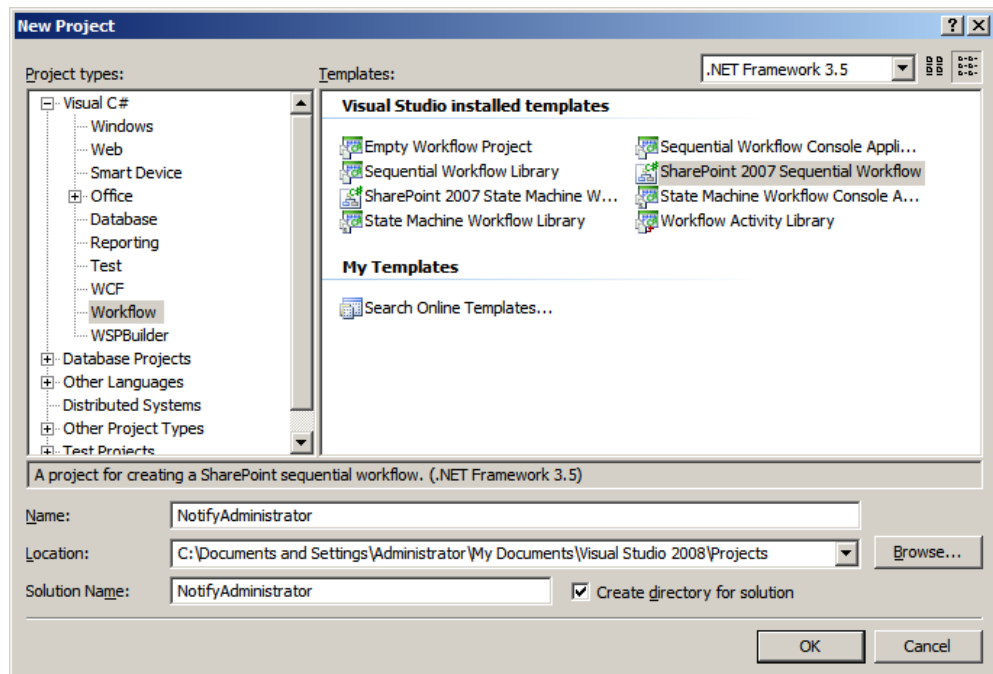 New Project
Project types:
Templates:
.NET Framework 3.5
Visual C#
Windows
Web
Smart Device
Office
Database
Reporting
Test
WCF
Workflow
WSPBuilder
Database Projects
Other Languages
Distributed Systems
Other Project Types
Test Projects
Visual Studio installed templates
Empty Workflow Project
Sequential Workflow Console Appli...
Sequential Workflow Library
SharePoint 2007 Sequential Workflow
SharePoint 2007 State Machine W...
State Machine Workflow Console A...
State Machine Workflow Library
Workflow Activity Library
My Templates
Search Online Templates...
A project for creating a SharePoint sequential workflow. (.NET Framework 3.5)
Name:
NotifyAdministrator
Location:
C:\Documents and Settings\Administrator\My Documents\Visual Studio 2008\Projects
Browse...
Solution Name:
NotifyAdministrator
Create directory for solution
OK
Cancel